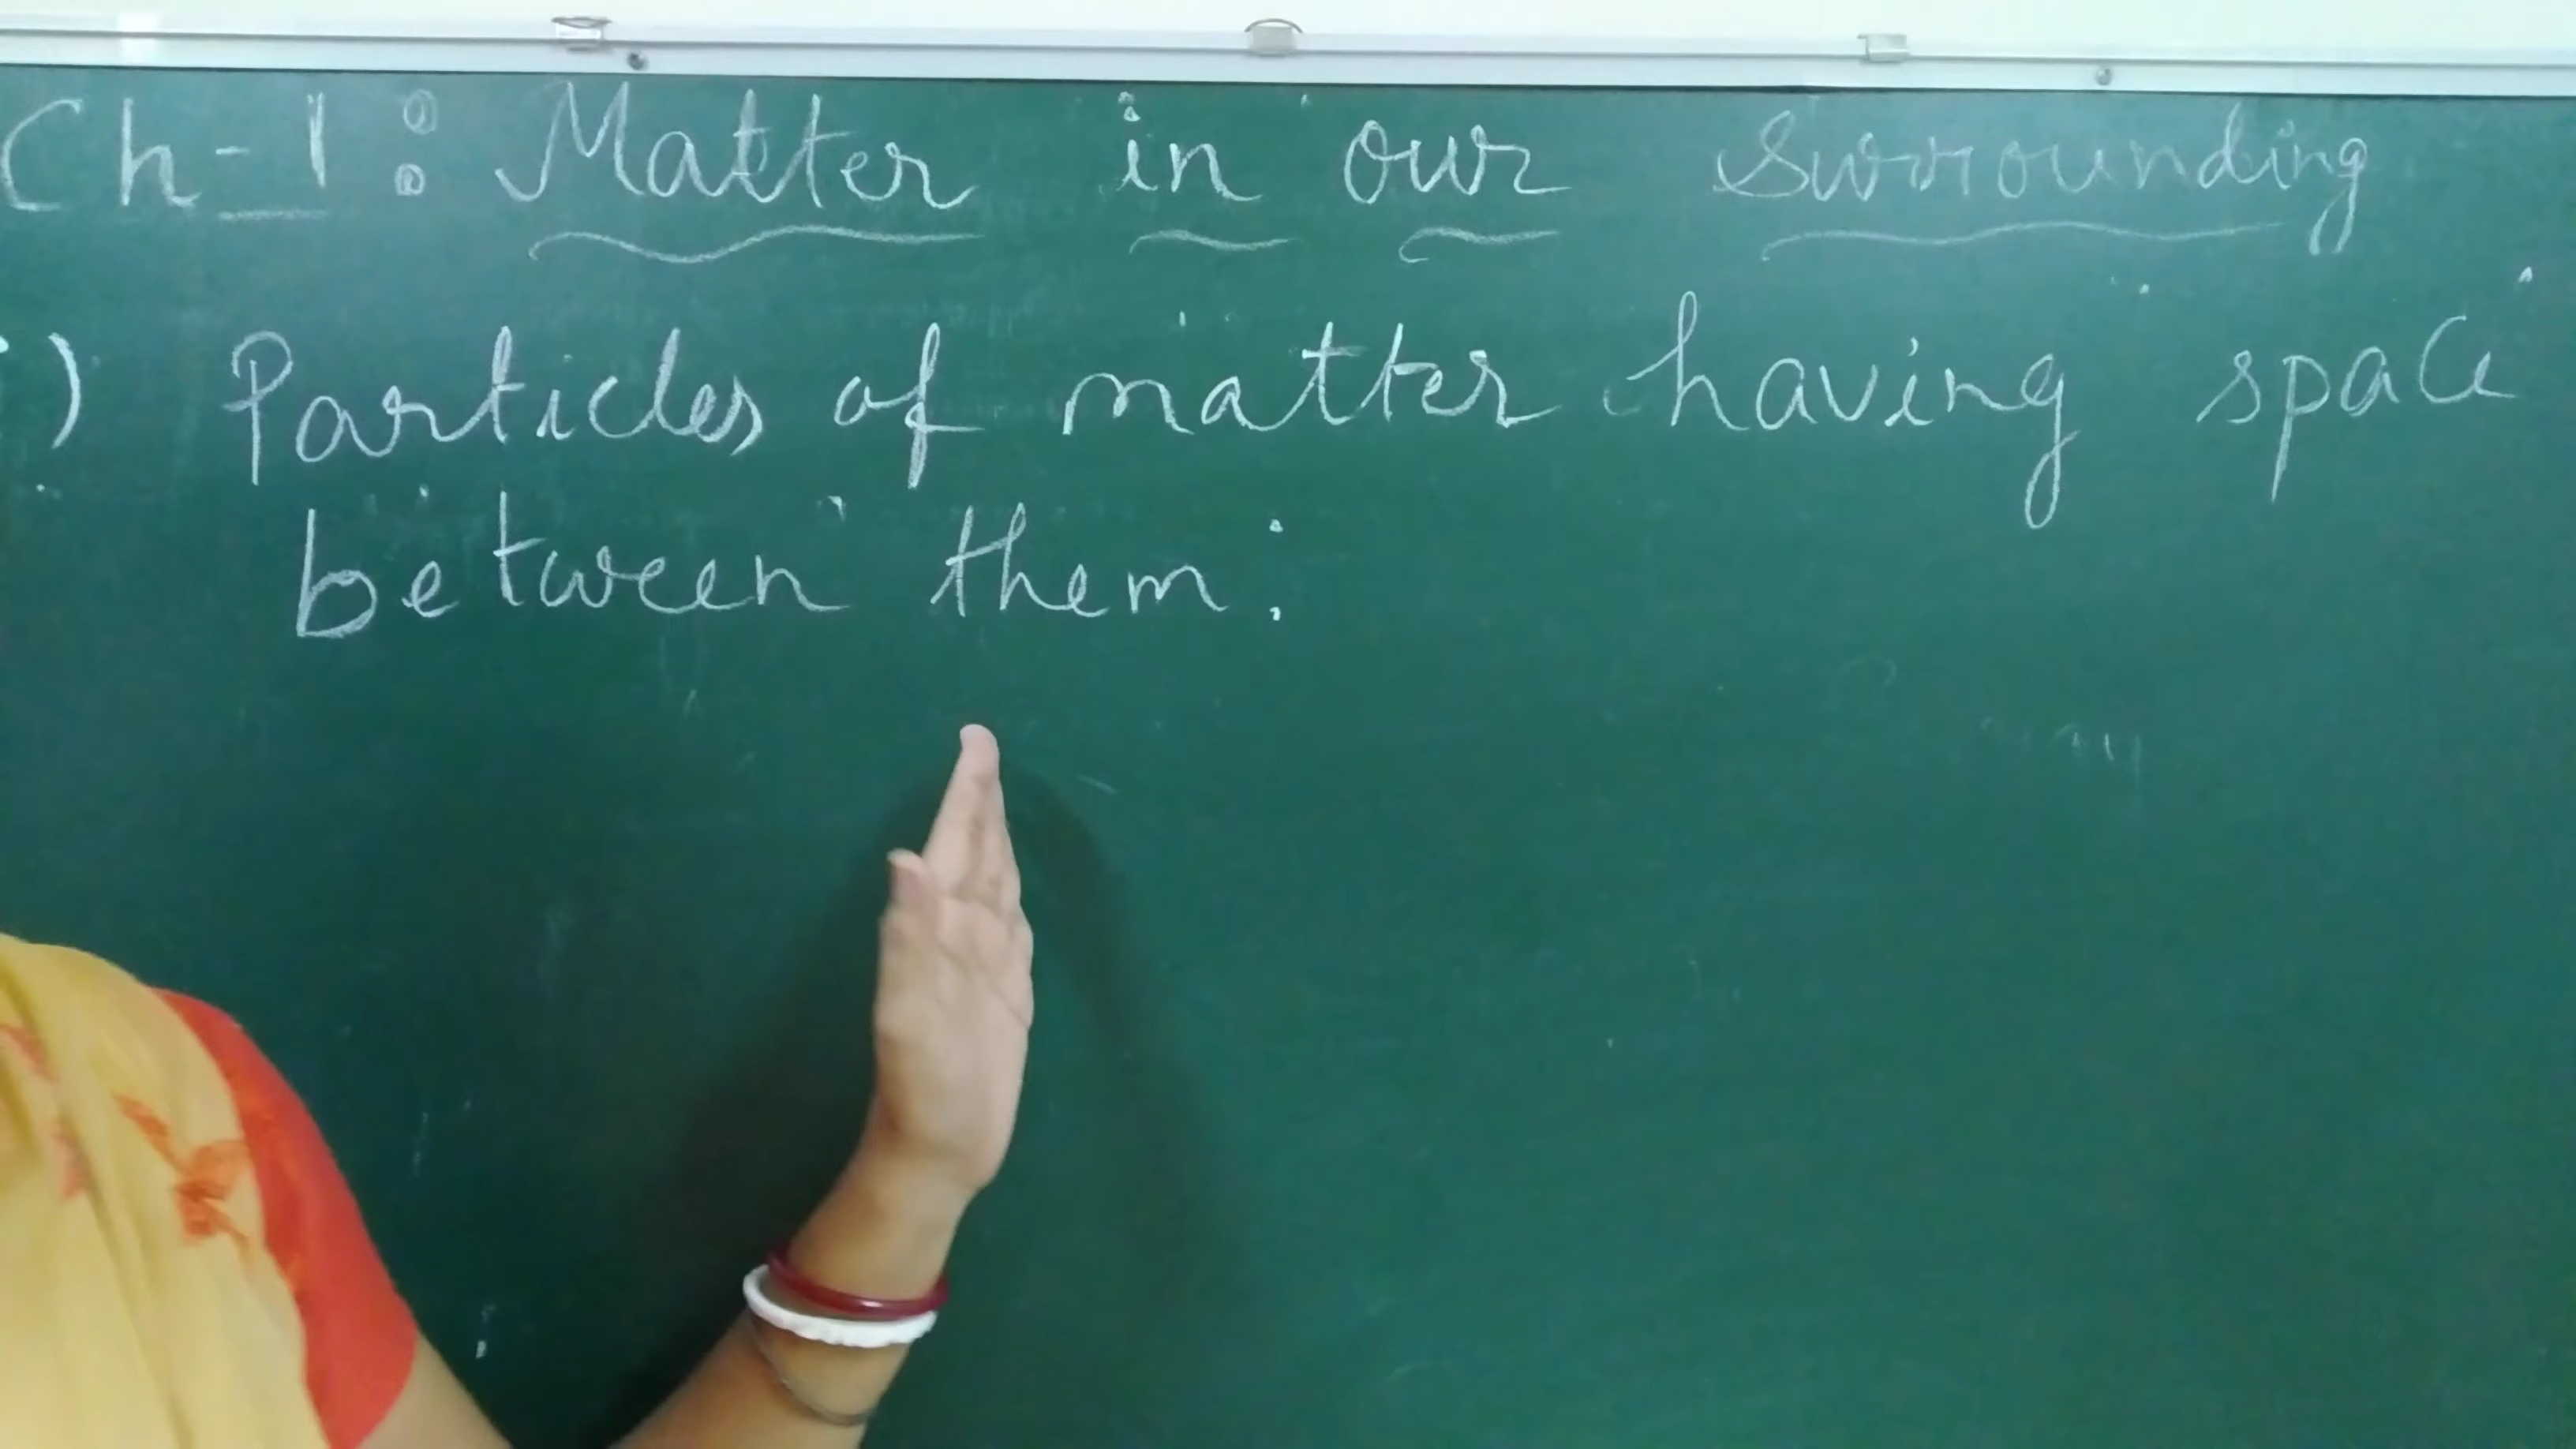 Ch-1: Matter in our Surrounding
i) Particles of matter having space
between them: